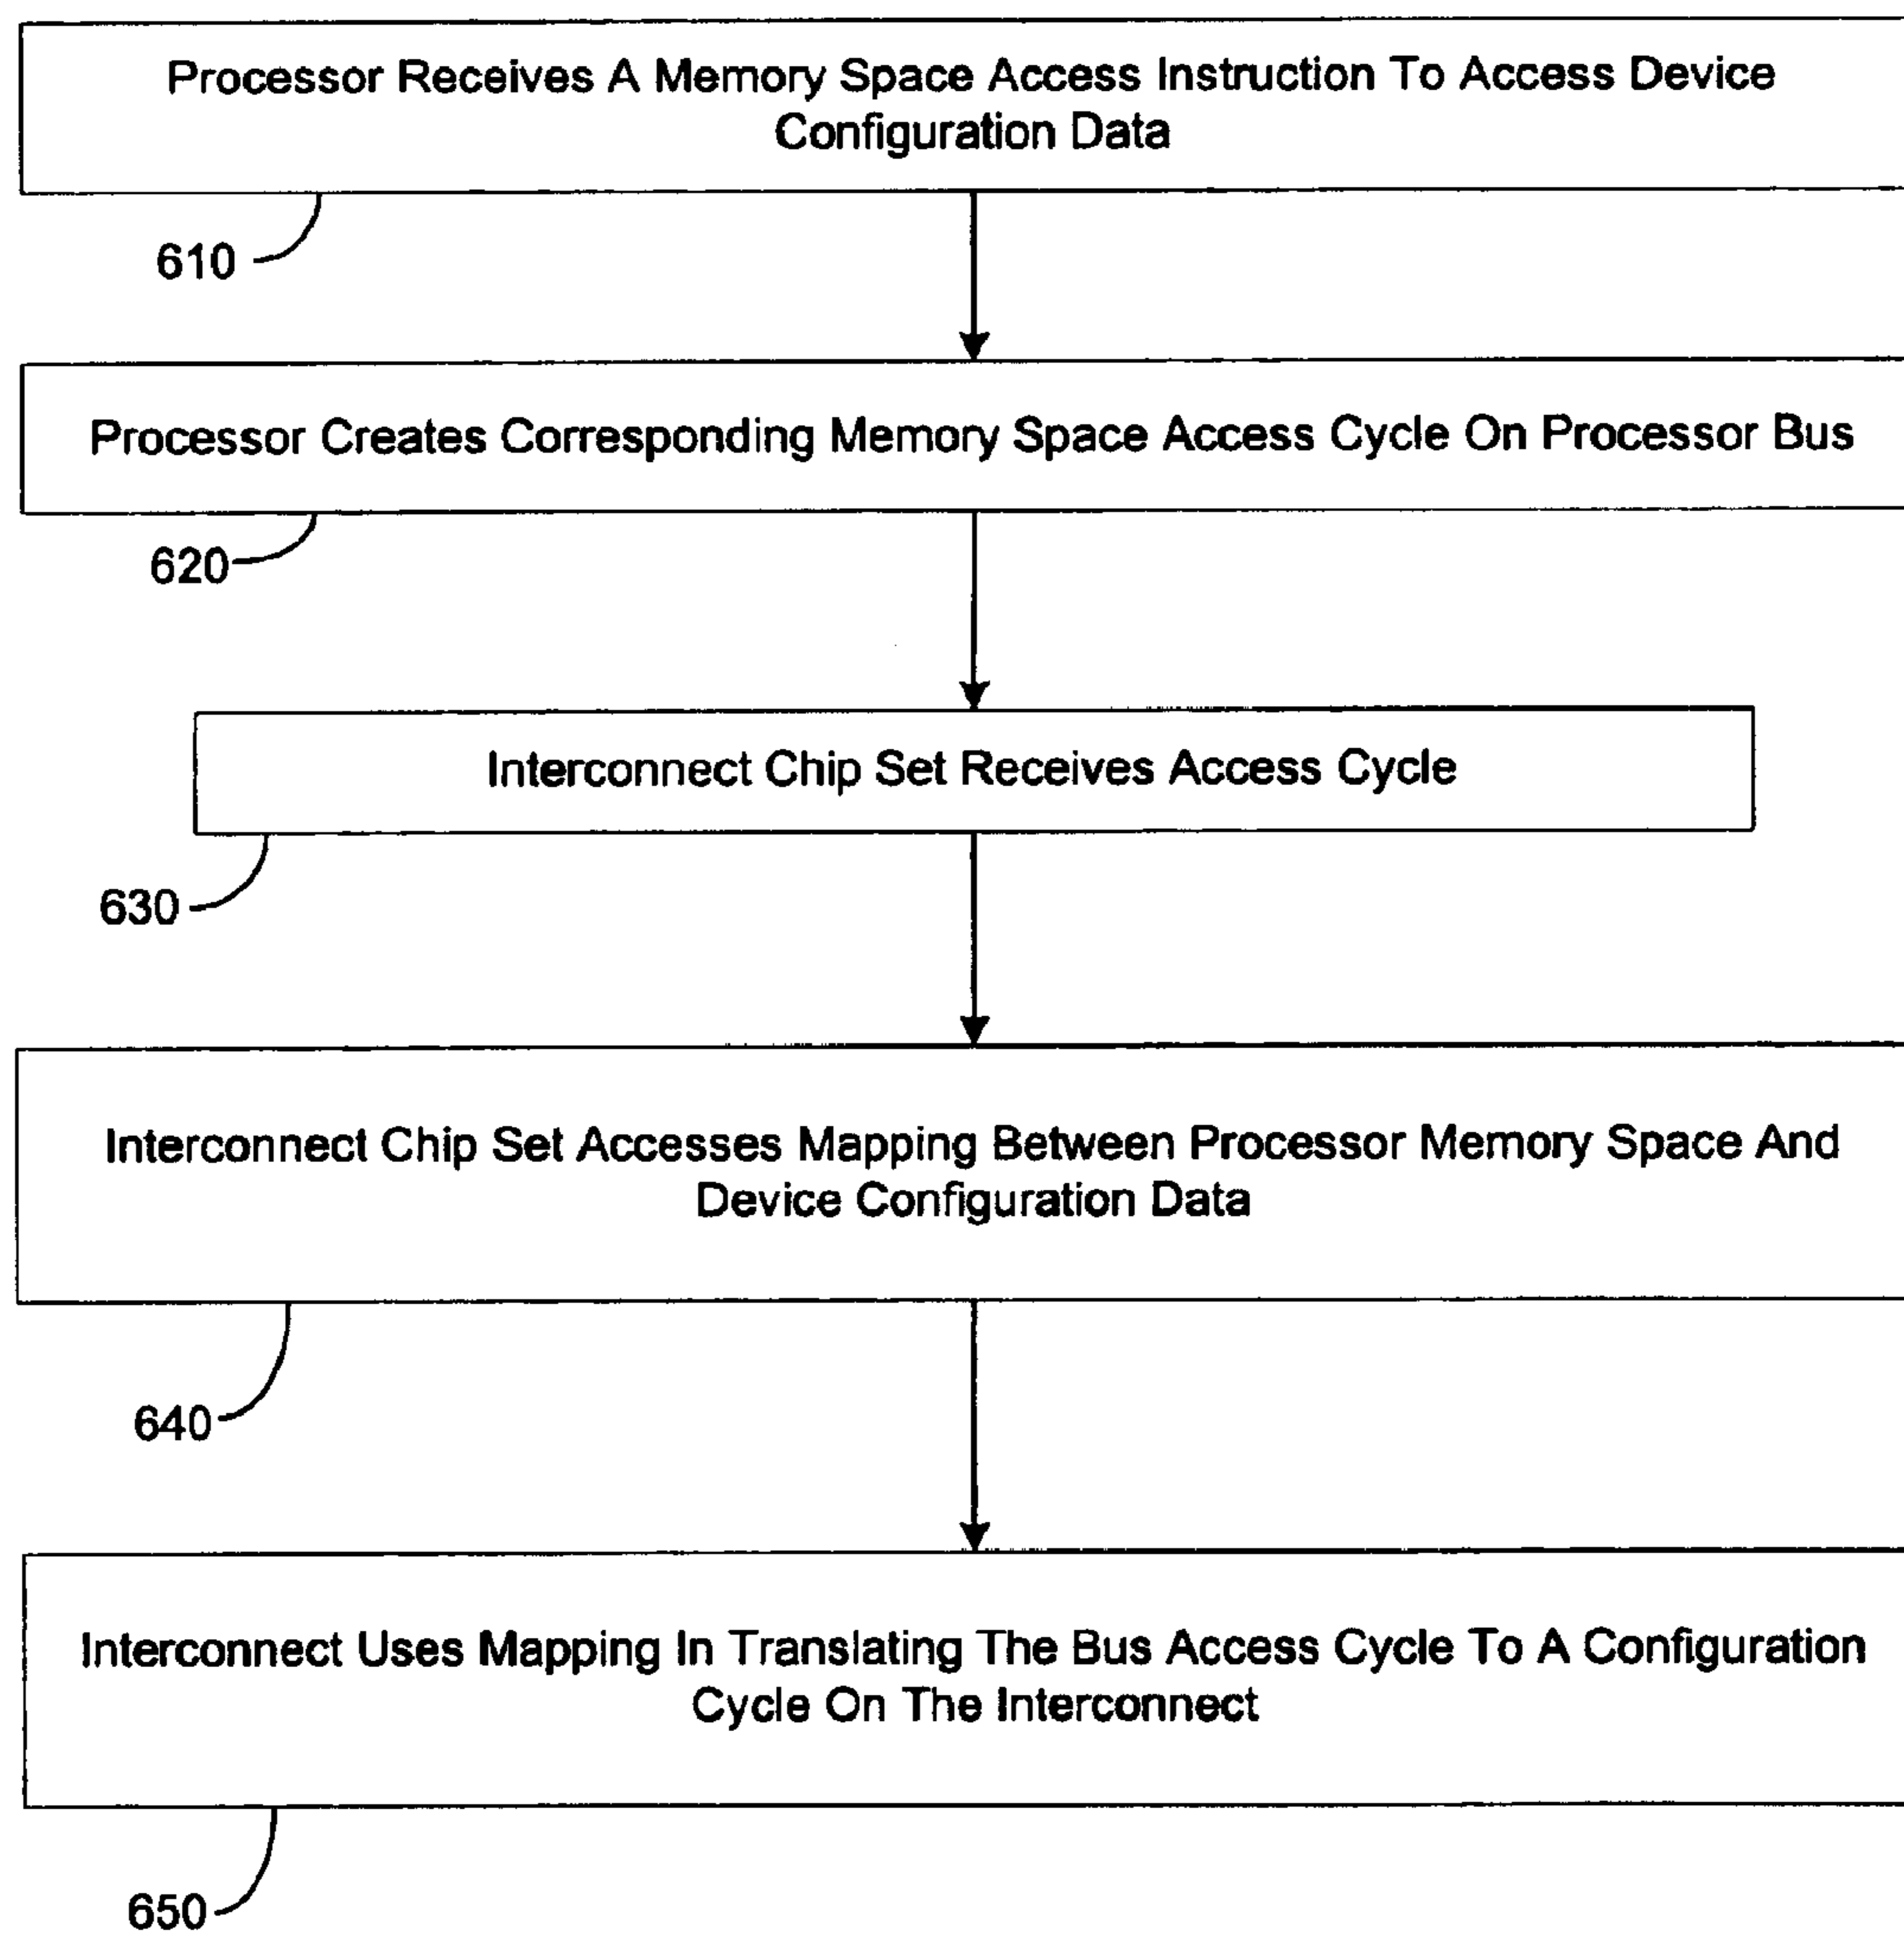 Processor Receives A Memory Space Access Instruction To Access Device
Configuration Data
610
Processor Creates Corresponding Memory Space Access Cycle On Processor Bus
620
Interconnect Chip Set Receives Access Cycle
630
Interconnect Chip Set Accesses Mapping Between Processor Memory Space And
Device Configuration Data
640
Interconnect Uses Mapping In Translating The Bus Access Cycle To A Configuration
Cycle On The Interconnect
650